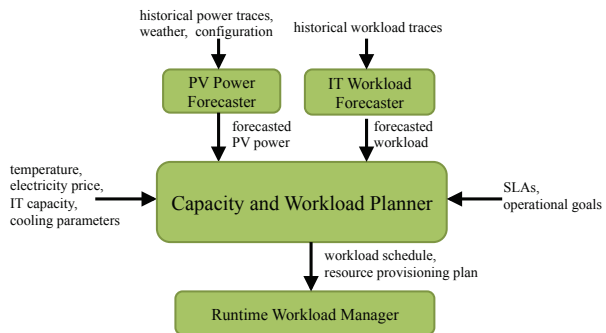 historical power traces,
weather, configuration
historical workload traces
PV Power
Forecaster
IT Workload
Forecaster
forecasted
PV power
forecasted
workload
temperature,
electricity price,
IT capacity,
cooling parameters
Capacity and Workload Planner
SLAs,
operational goals
workload schedule,
resource provisioning plan
Runtime Workload Manager